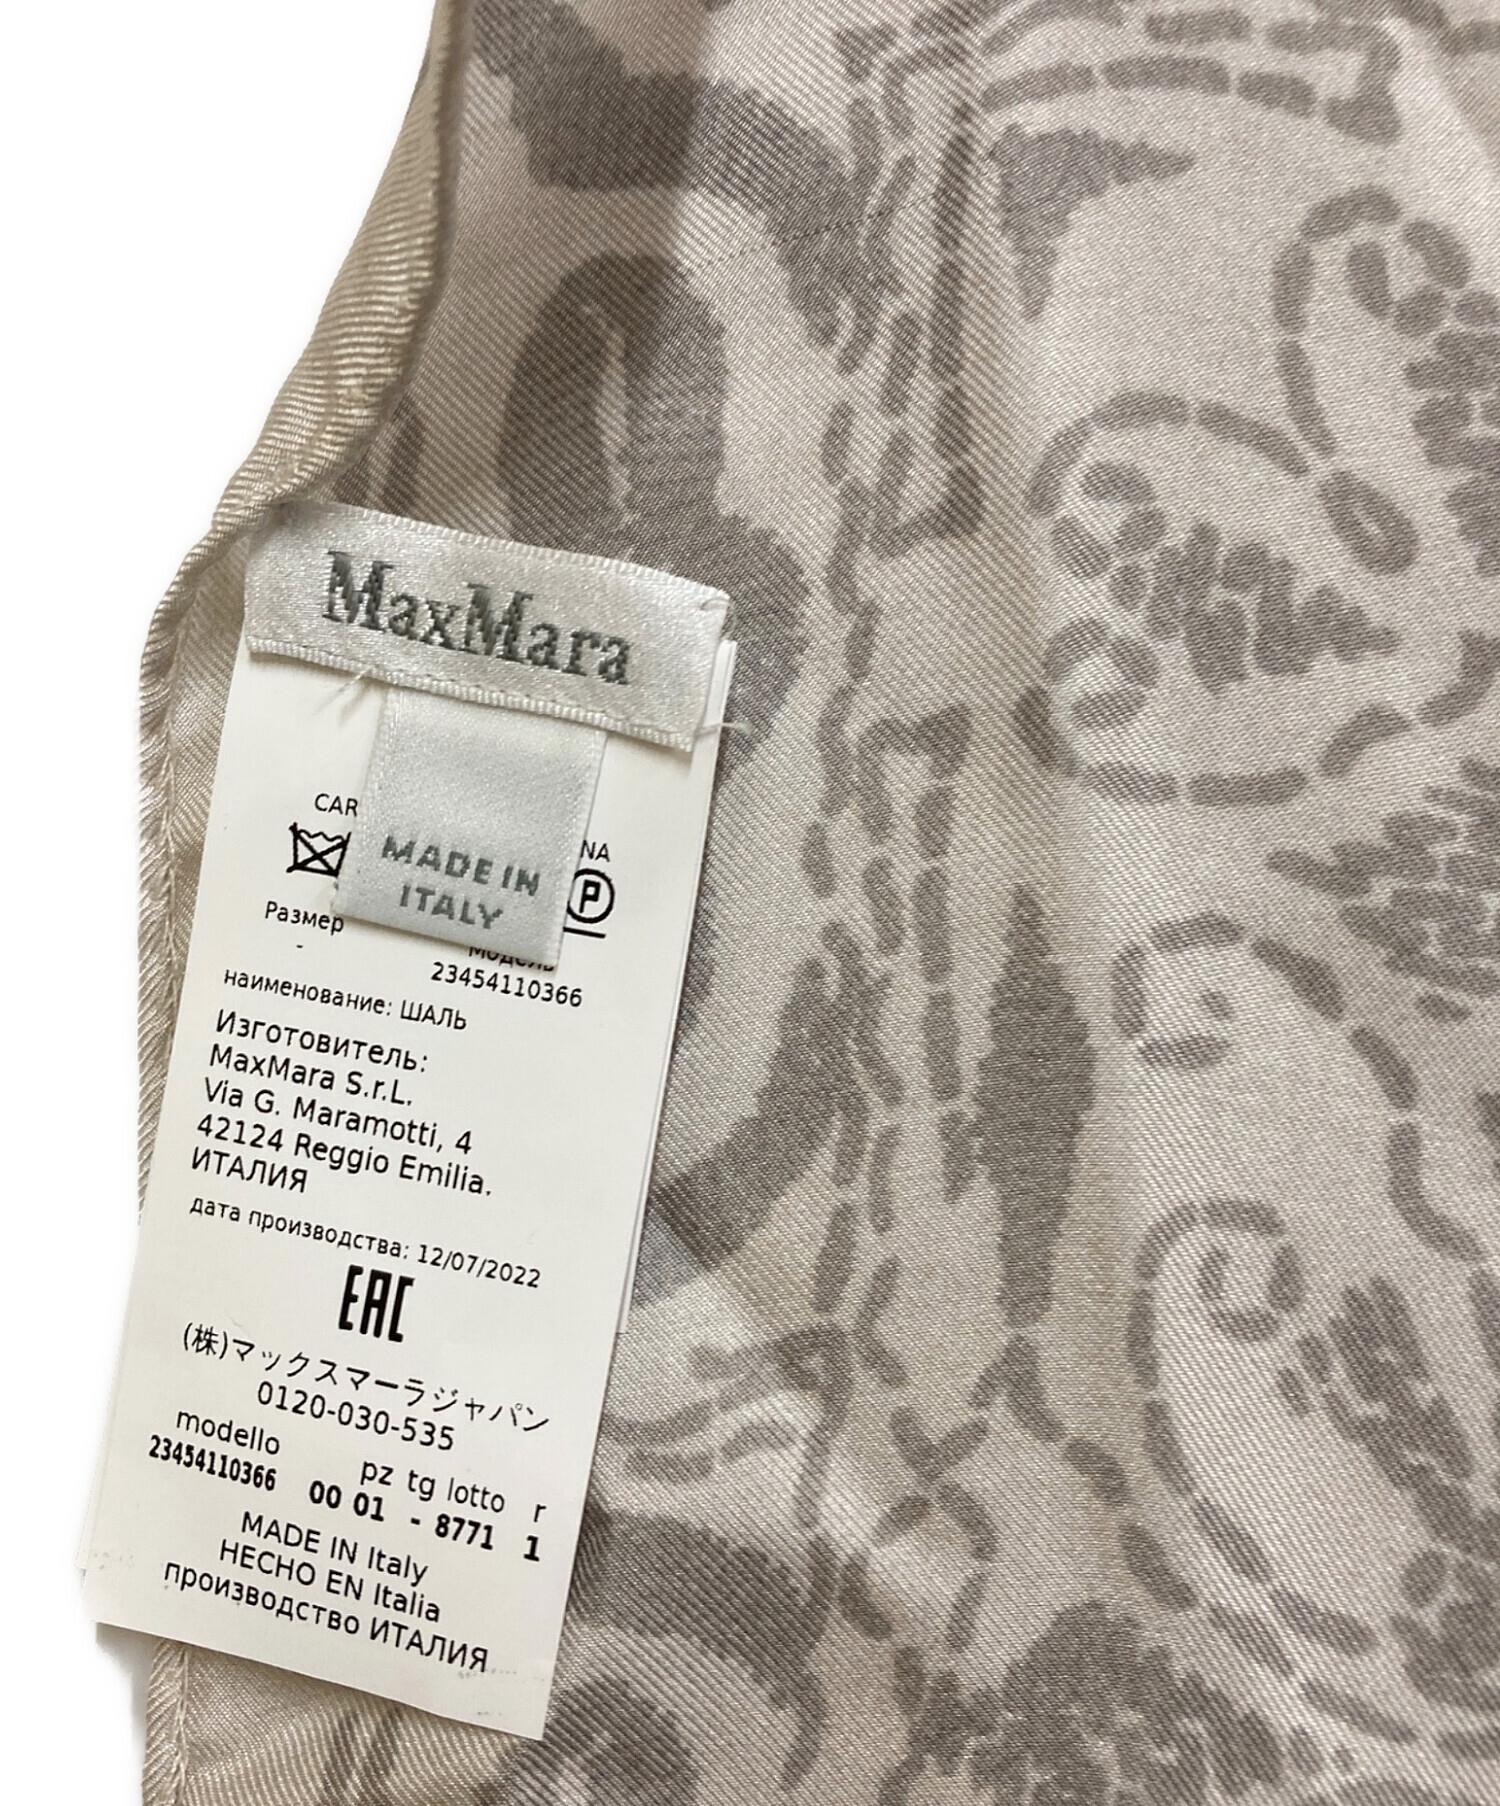 MaxMara
MADE IN
ITALY
CAR
NA
P
Размер
-
Модель
23454110366
наименование: ШАЛЬ
Изготовитель:
MaxMara S.r.L.
Via G. Maramotti, 4
42124 Reggio Emilia.
ИТАЛИЯ
дата производства: 12/07/2022
EAC
(株)マックスマーラジャパン
0120-030-535
modello pz tg lotto r
23454110366 00 01 - 8771 1
MADE IN Italy
HECHO EN Italia
производство ИТАЛИЯ